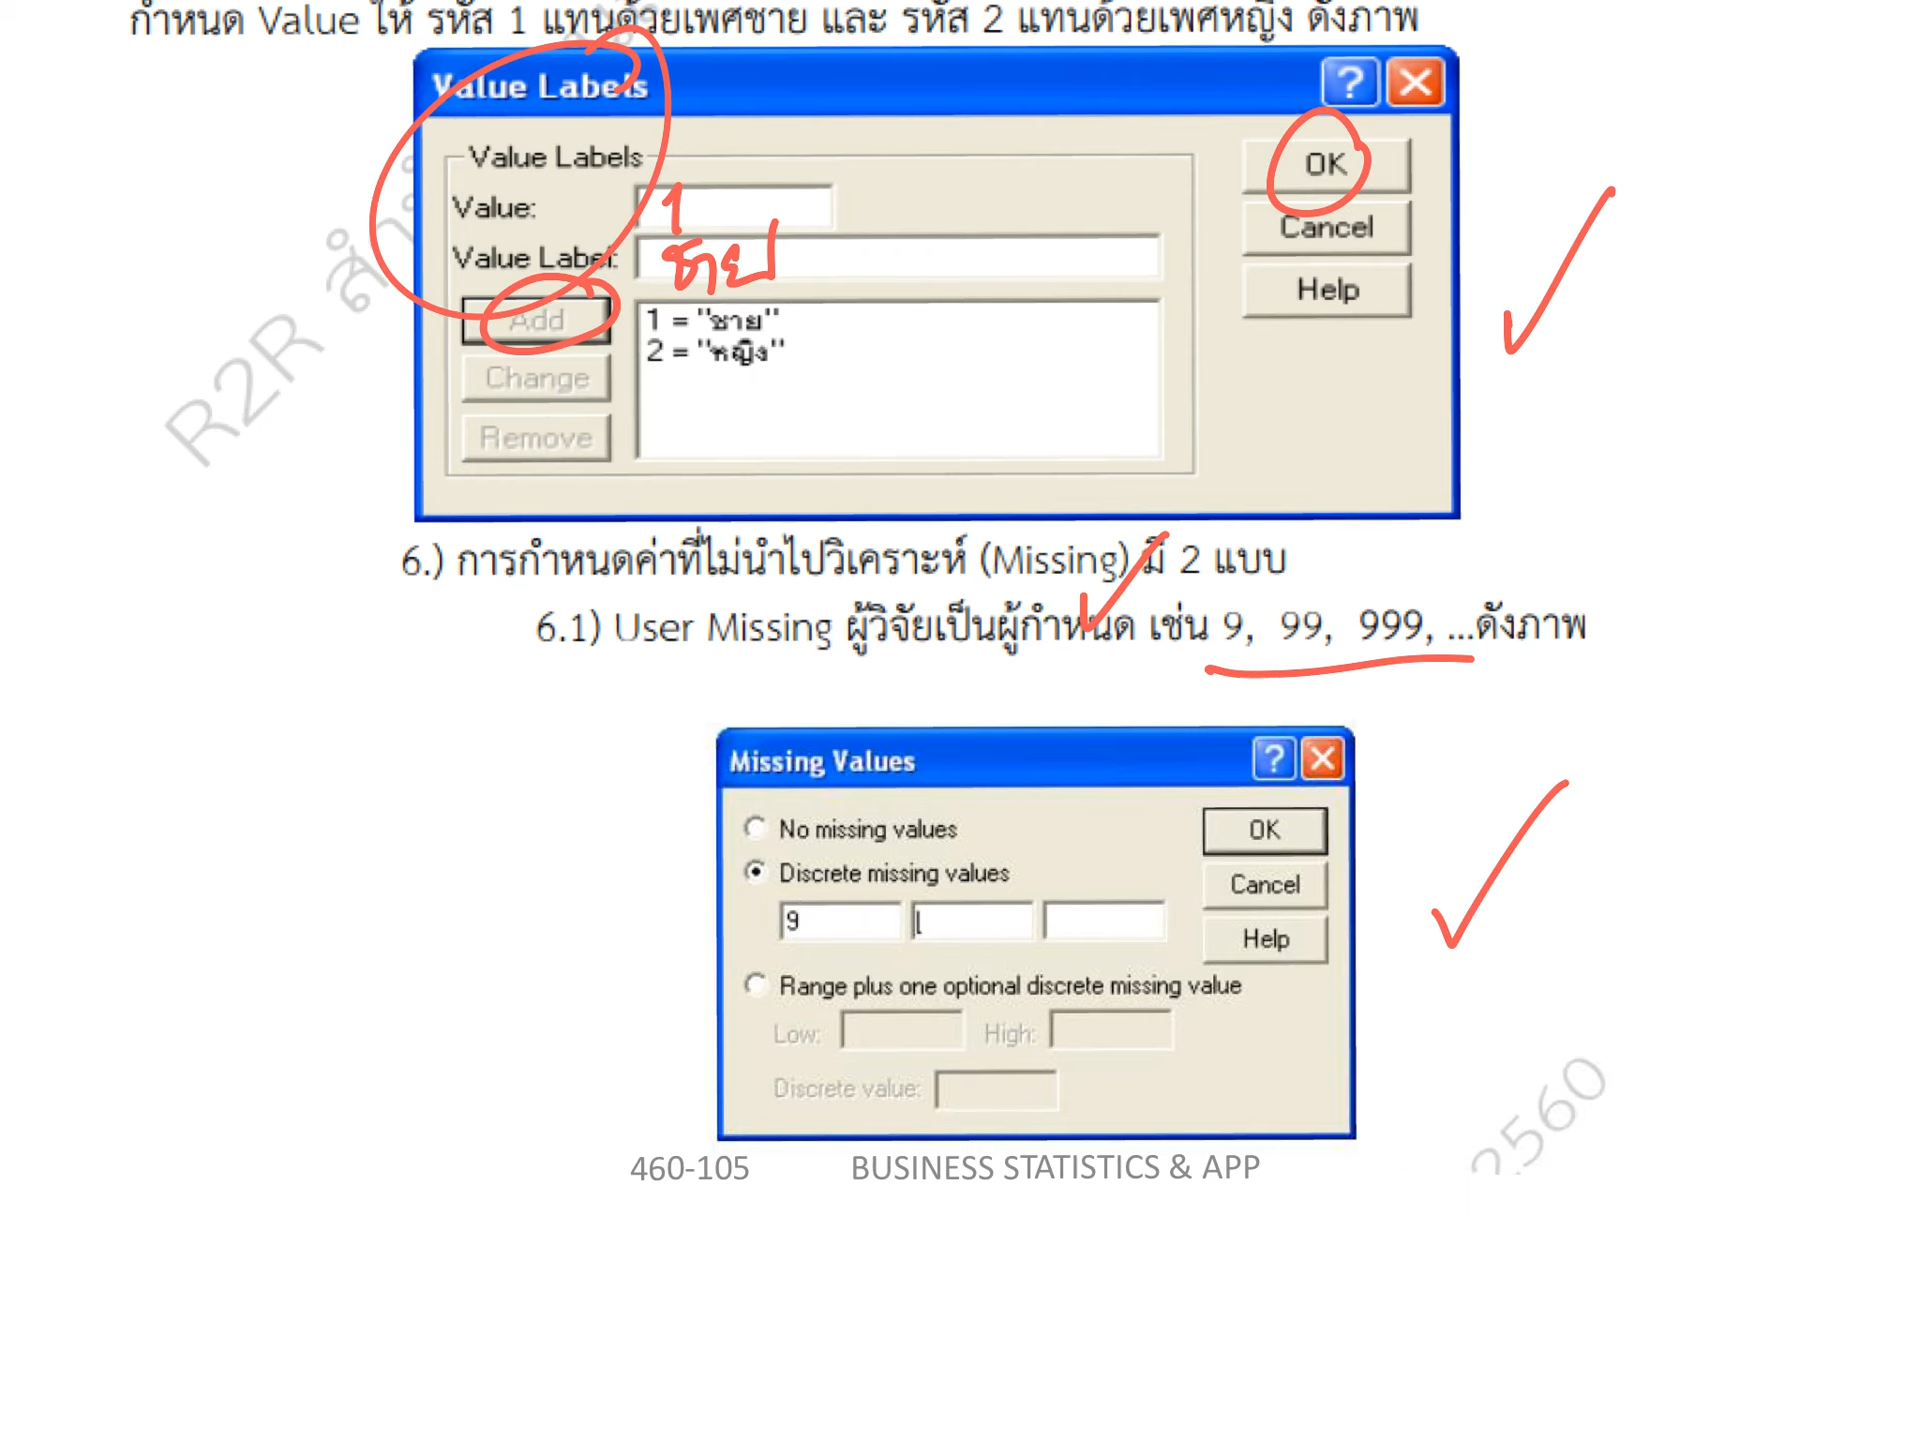 กำหนด Value ให้ รหัส 1 แทนด้วยเพศชาย และ รหัส 2 แทนด้วยเพศหญิง ดังภาพ
Value Labels
Value Labels
OK
Value: 1
Cancel
Value Label: ชาย
Help
Add
1 = "ชาย"
2 = "หญิง"
Change
Remove
R2R
6.) การกำหนดค่าที่ไม่นำไปวิเคราะห์ (Missing) มี 2 แบบ
6.1) User Missing ผู้วิจัยเป็นผู้กำหนด เช่น 9, 99, 999, ...ดังภาพ
Missing Values
No missing values
OK
Discrete missing values
Cancel
9
Help
Range plus one optional discrete missing value
Low: High:
Discrete value:
2560
460-105 BUSINESS STATISTICS & APP